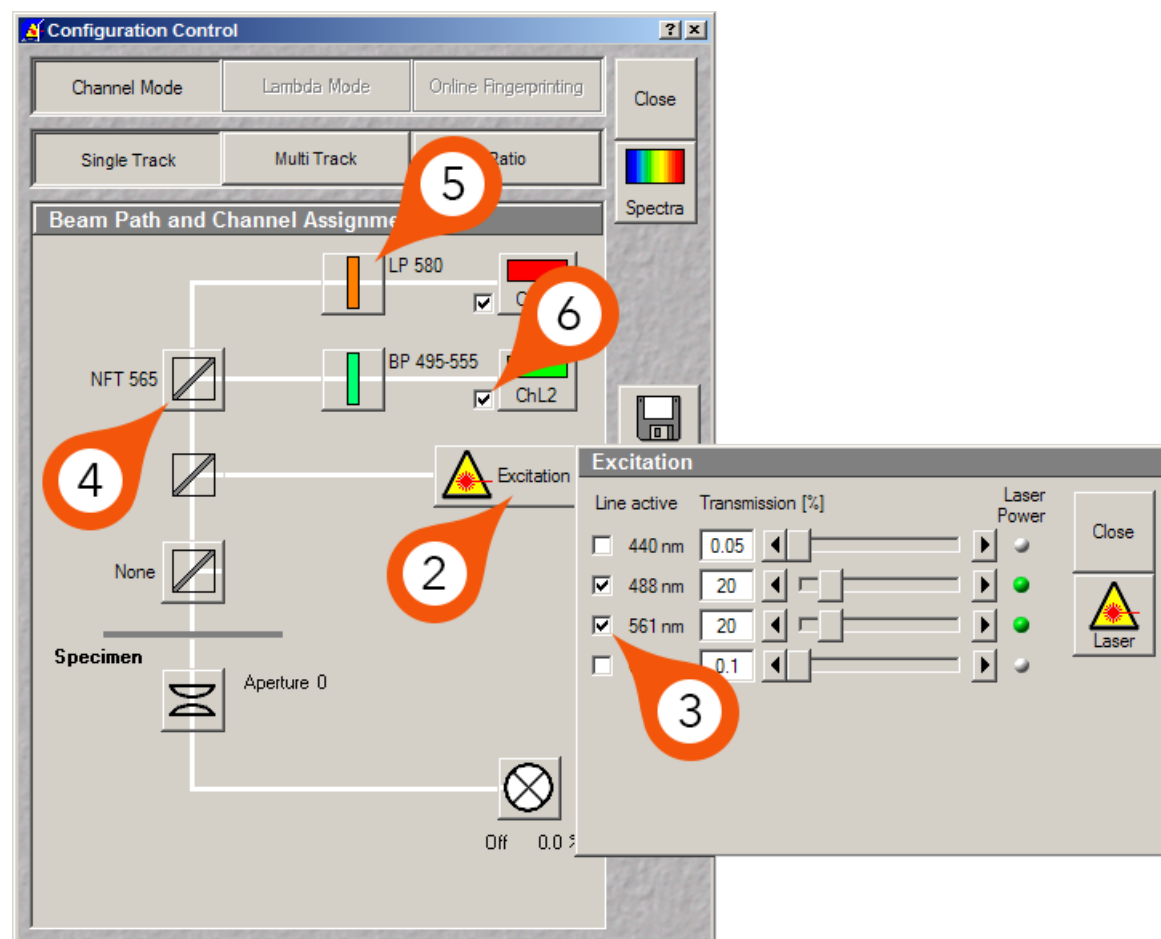 Configuration Control
Channel Mode
Lambda Mode
Online Fingerprinting
Close
Single Track
Multi Track
Ratio
5
Spectra
Beam Path and Channel Assignme
LP 580
6
NFT 565
BP 495-555
ChL2
4
Excitation
2
None
Specimen
Aperture 0
Off 0.0 %
Excitation
Line active Transmission [%] Laser Power
Close
440 nm 0.05
488 nm 20
561 nm 20
Laser
0.1
3